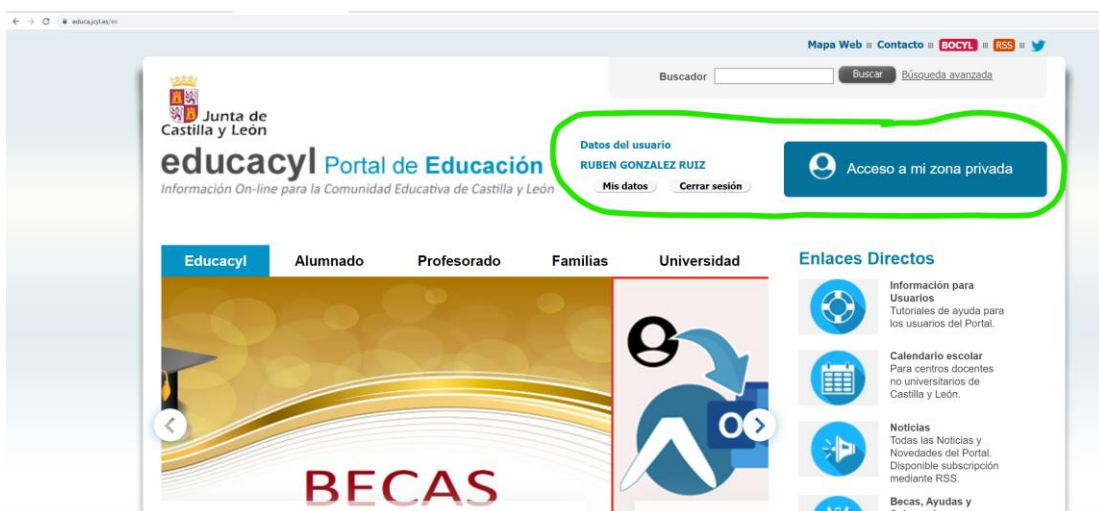 educa.jcyl.es/es
Mapa Web Contacto BOCYL RSS
Buscador Buscar Búsqueda avanzada
Junta de
Castilla y León
educacyl Portal de Educación
Información On-line para la Comunidad Educativa de Castilla y León
Datos del usuario
RUBEN GONZALEZ RUIZ
Mis datos Cerrar sesión
Acceso a mi zona privada
Educacyl Alumnado Profesorado Familias Universidad
BECAS
O
Enlaces Directos
Información para
Usuarios
Tutoriales de ayuda para
los usuarios del Portal.
Calendario escolar
Para centros docentes
no universitarios de
Castilla y León.
Noticias
Todas las Noticias y
Novedades del Portal.
Disponible subscripción
mediante RSS.
Becas, Ayudas y